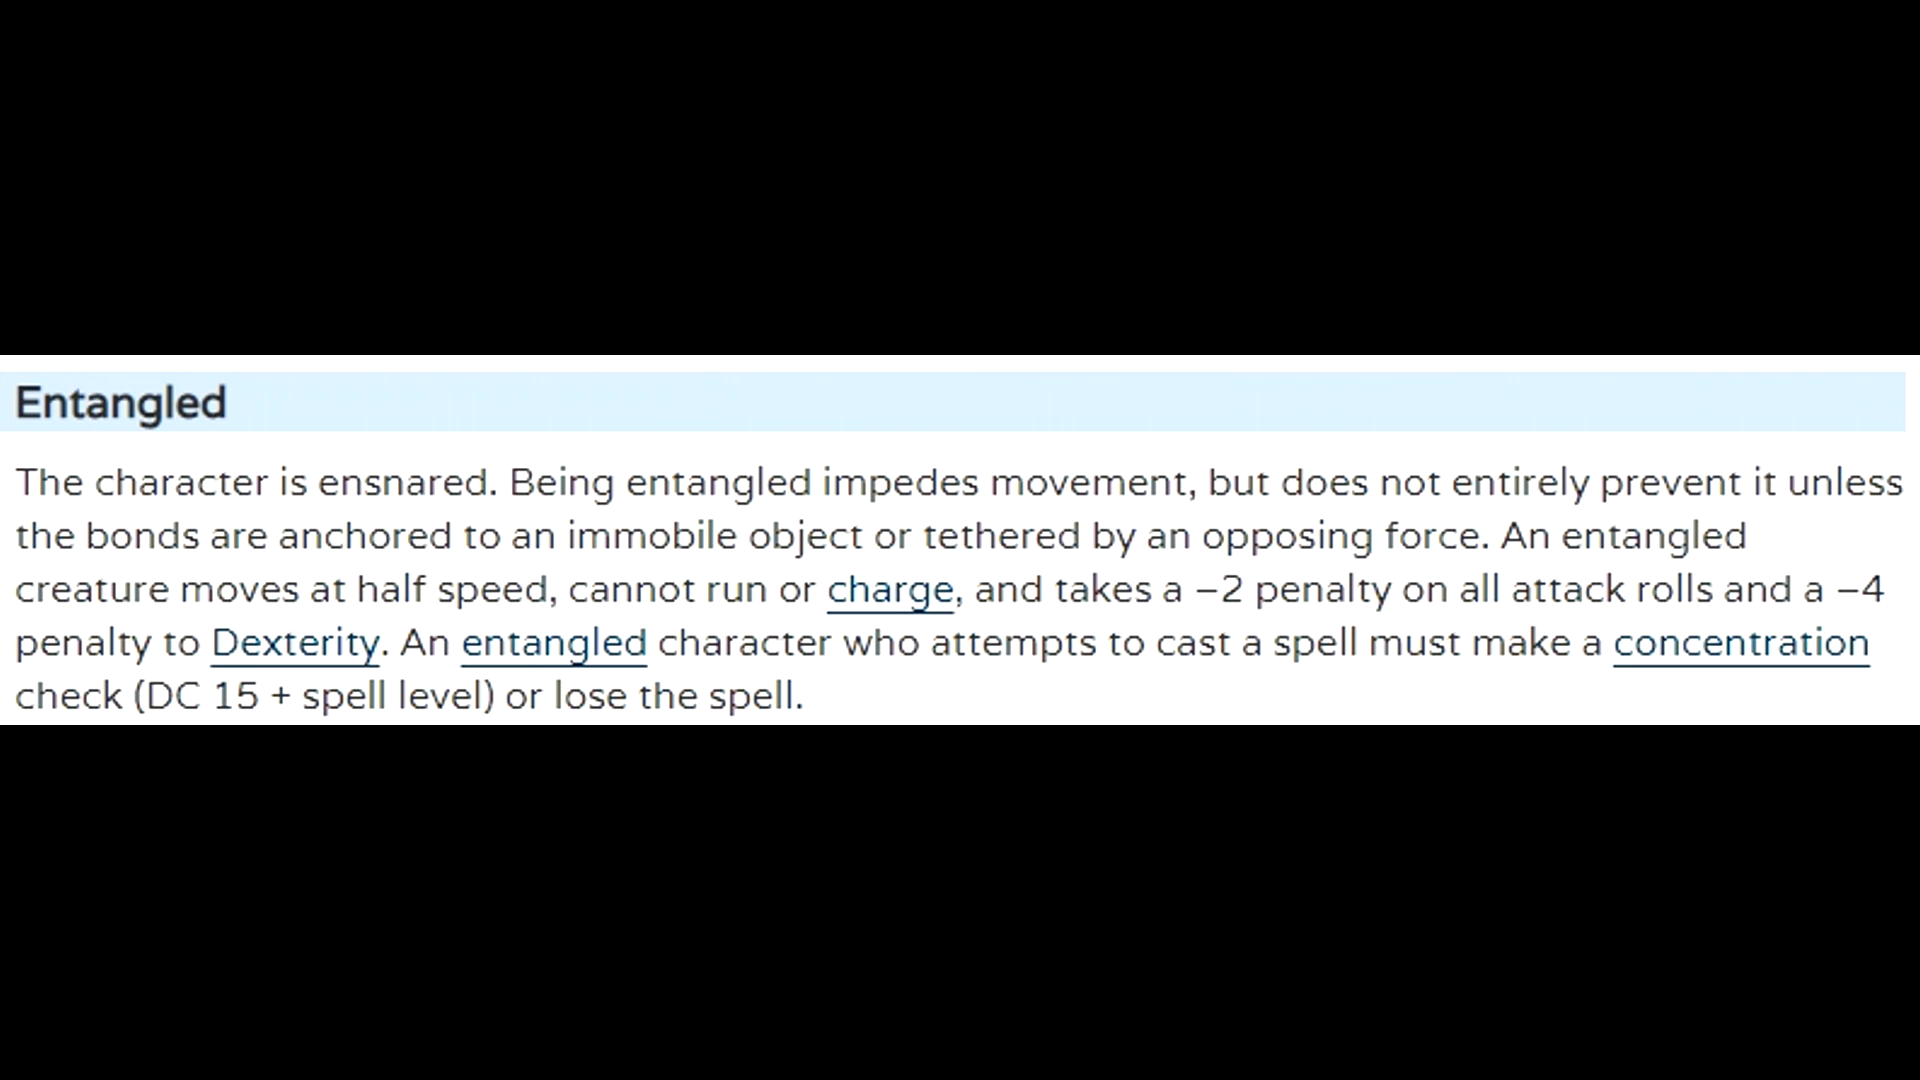 Entangled
The character is ensnared. Being entangled impedes movement, but does not entirely prevent it unless
the bonds are anchored to an immobile object or tethered by an opposing force. An entangled
creature moves at half speed, cannot run or charge, and takes a –2 penalty on all attack rolls and a –4
penalty to Dexterity. An entangled character who attempts to cast a spell must make a concentration
check (DC 15 + spell level) or lose the spell.